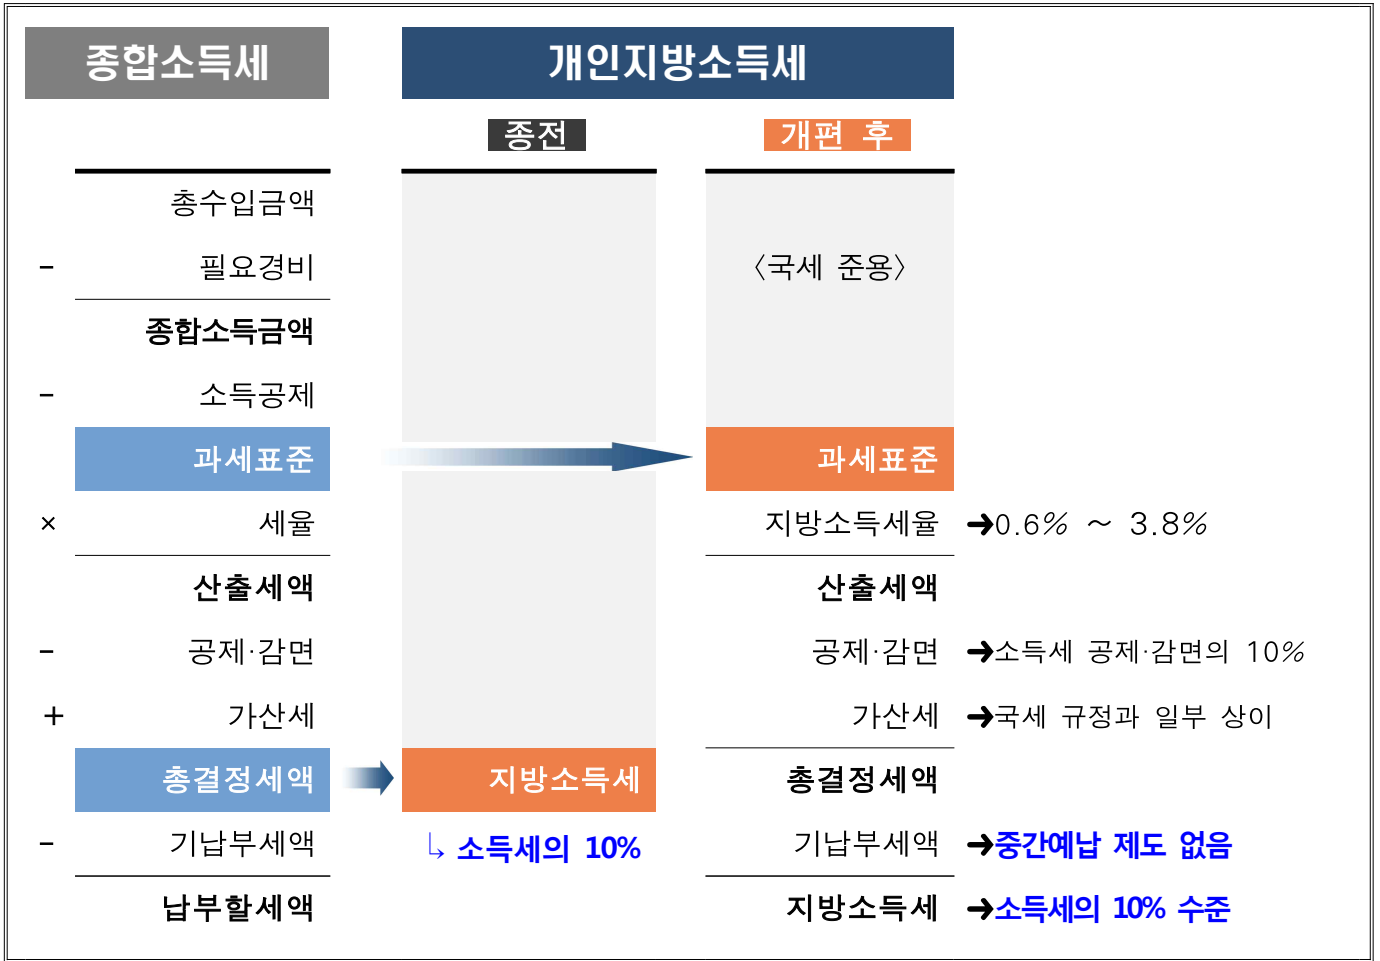 종합소득세 개인지방소득세
종전 개편 후
총수입금액
- 필요경비 〈국세 준용〉
종합소득금액
- 소득공제
과세표준 과세표준
× 세율 지방소득세율 ➔0.6% ~ 3.8%
산출세액 산출세액
- 공제·감면 공제·감면 ➔소득세 공제·감면의 10%
+ 가산세 가산세 ➔국세 규정과 일부 상이
총결정세액 지방소득세 총결정세액
- 기납부세액 ↳ 소득세의 10% 기납부세액 ➔중간예납 제도 없음
납부할세액 지방소득세 ➔소득세의 10% 수준